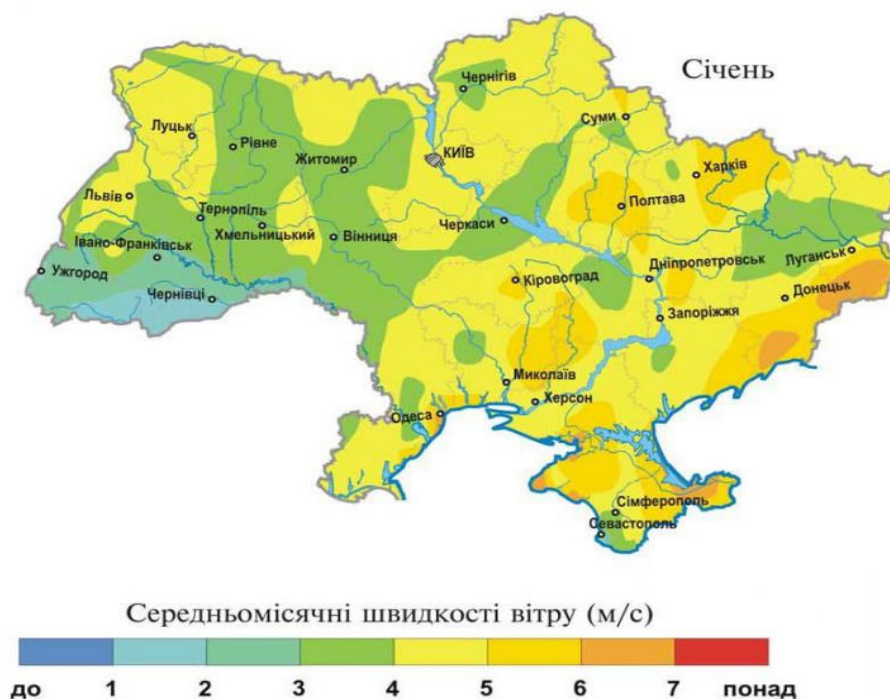 Січень
Чернігів
Суми
Луцьк
Рівне
Житомир
КИЇВ
Харків
Львів
Полтава
Тернопіль
Черкаси
Хмельницький
Вінниця
Івано-Франківськ
Луганськ
Ужгород
Дніпропетровськ
Кіровоград
Донецьк
Чернівці
Запоріжжя
Миколаїв
Херсон
Одеса
Сімферополь
Севастополь
Середньомісячні швидкості вітру (м/с)
до 1 2 3 4 5 6 7 понад